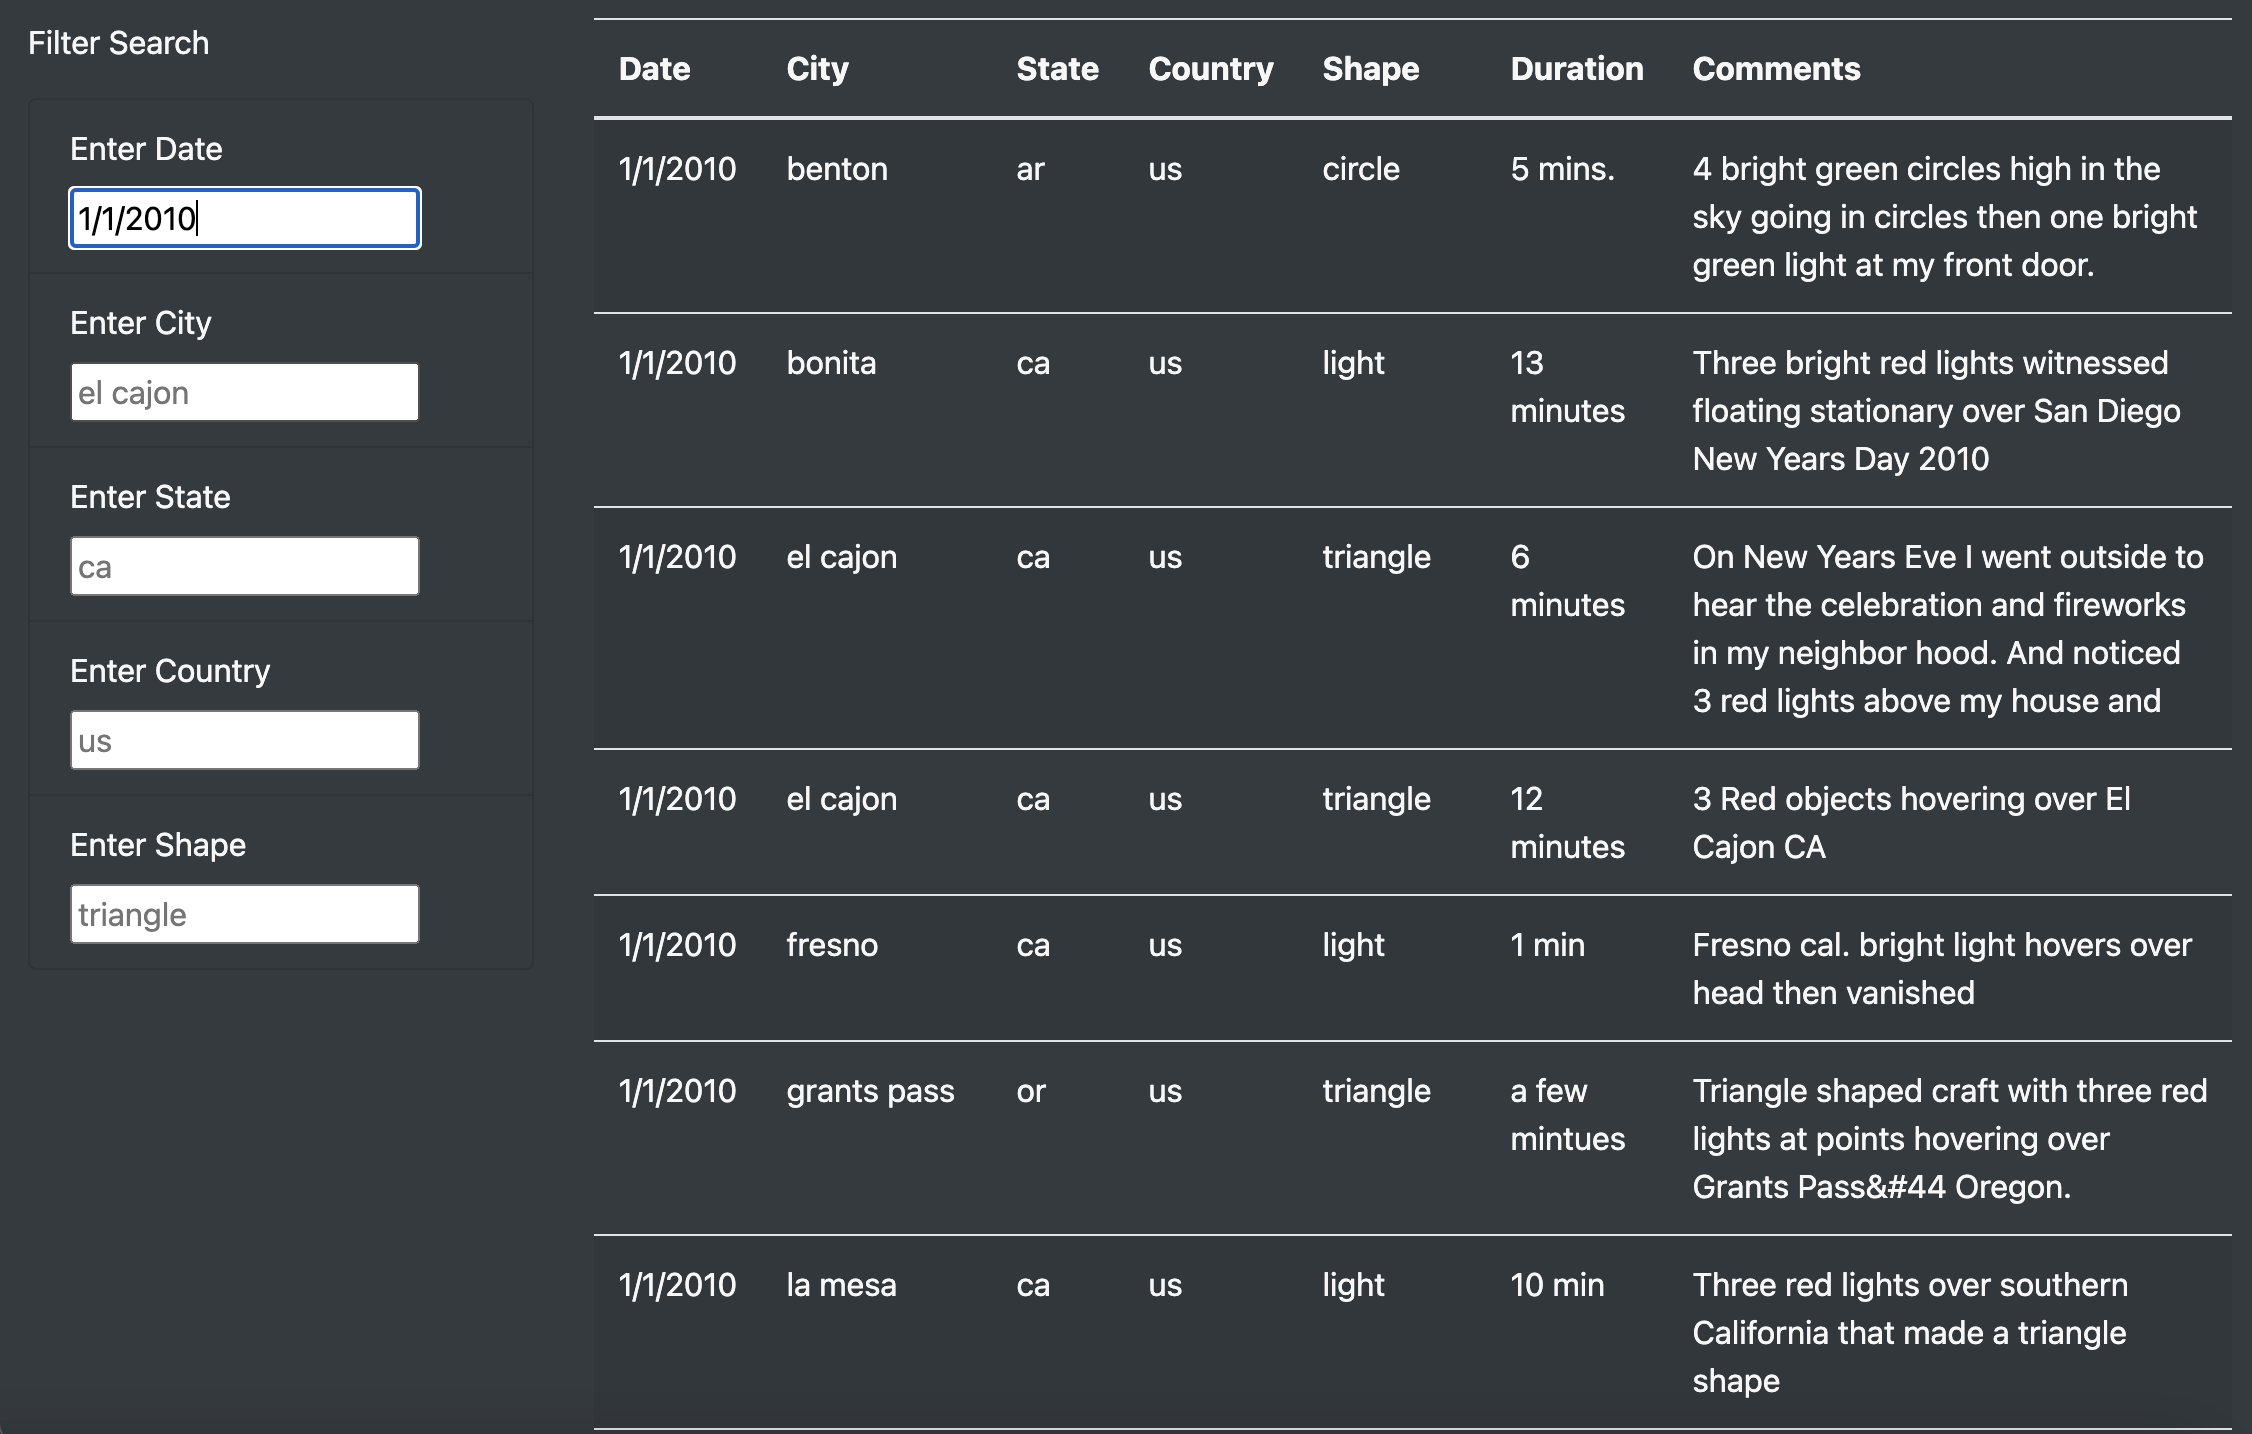 Filter Search
Enter Date
1/1/2010
Enter City
el cajon
Enter State
ca
Enter Country
us
Enter Shape
triangle
Date City State Country Shape Duration Comments
1/1/2010 benton ar us circle 5 mins. 4 bright green circles high in the
sky going in circles then one bright
green light at my front door.
1/1/2010 bonita ca us light 13 Three bright red lights witnessed
minutes floating stationary over San Diego
New Years Day 2010
1/1/2010 el cajon ca us triangle 6 On New Years Eve I went outside to
minutes hear the celebration and fireworks
in my neighbor hood. And noticed
3 red lights above my house and
1/1/2010 el cajon ca us triangle 12 3 Red objects hovering over El
minutes Cajon CA
1/1/2010 fresno ca us light 1 min Fresno cal. bright light hovers over
head then vanished
1/1/2010 grants pass or us triangle a few Triangle shaped craft with three red
mintues lights at points hovering over
Grants Pass&#44 Oregon.
1/1/2010 la mesa ca us light 10 min Three red lights over southern
California that made a triangle
shape